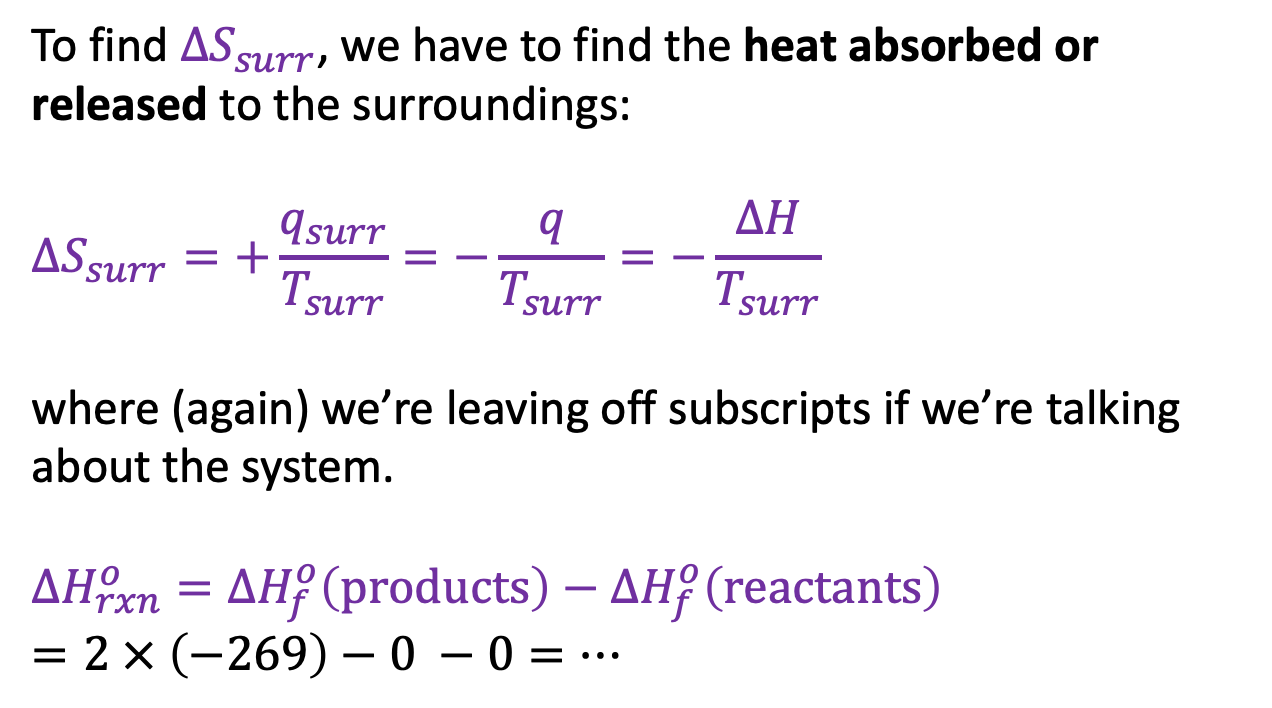 To find ΔS_surr, we have to find the heat absorbed or
released to the surroundings:
ΔS_surr = + q_surr / T_surr = − q / T_surr = − ΔH / T_surr
where (again) we’re leaving off subscripts if we’re talking
about the system.
ΔH°_rxn = ΔH°_f (products) − ΔH°_f (reactants)
= 2 × (−269) − 0 − 0 = ⋯